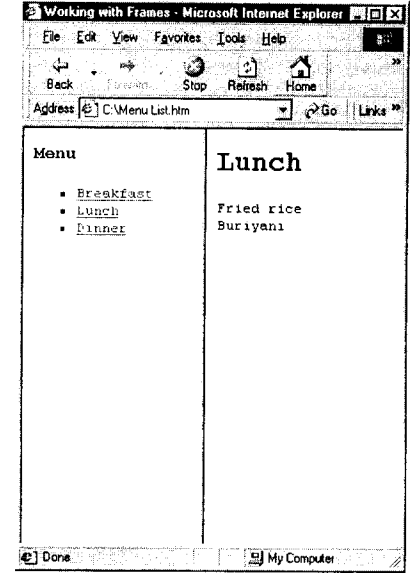 Working with Frames - Microsoft Internet Explorer
File Edit View Favorites Tools Help »
Back Forward Stop Refresh Home »
Address C:\Menu List.htm Go Links »
Menu
Breakfast
Lunch
Dinner
Lunch
Fried rice
Buriyani
Done My Computer